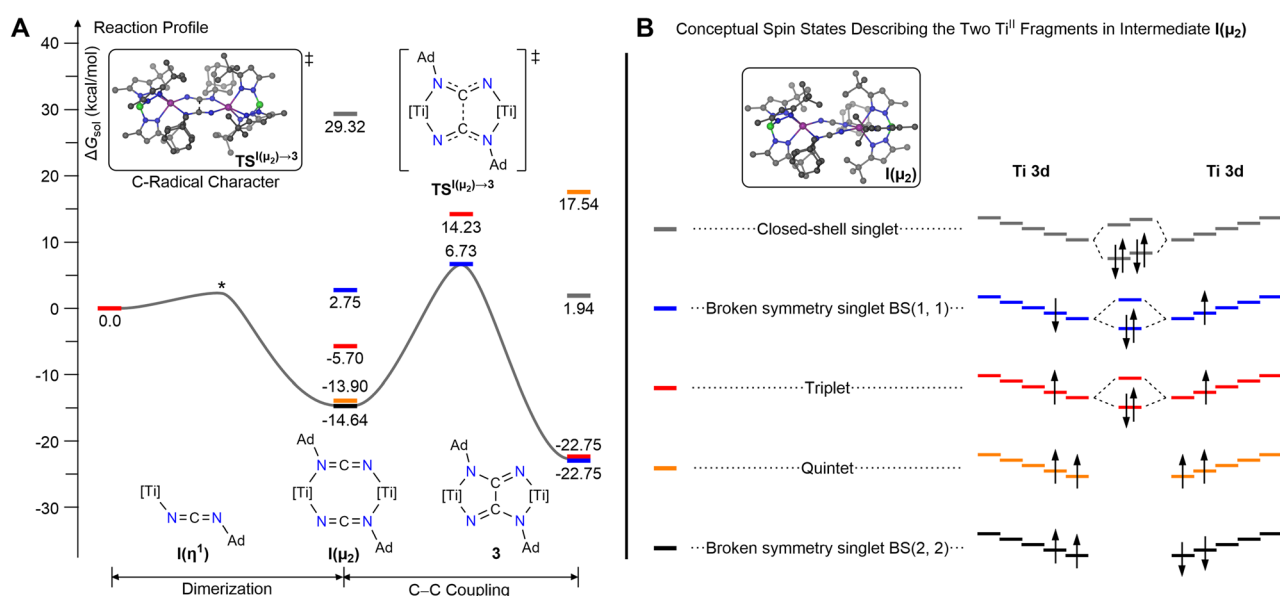 A Reaction Profile
B Conceptual Spin States Describing the Two Ti^II Fragments in Intermediate I(μ2)
ΔGsol (kcal/mol)
40
30
20
10
0
-10
-20
-30
‡
TS^I(μ2)→3
C-Radical Character
29.32
‡
Ad
N
N
C
[Ti]
[Ti]
C
N
N
Ad
TS^I(μ2)→3
17.54
14.23
6.73
*
2.75
1.94
0.0
-5.70
-13.90
-14.64
-22.75
-22.75
[Ti]
N=C=N
Ad
I(η1)
Ad
N=C=N
[Ti]
[Ti]
N=C=N
Ad
I(μ2)
Ad
N
C
N
[Ti]
[Ti]
N
C
N
Ad
3
Dimerization
C–C Coupling
I(μ2)
Ti 3d
Ti 3d
Closed-shell singlet
Broken symmetry singlet BS(1, 1)
Triplet
Quintet
Broken symmetry singlet BS(2, 2)